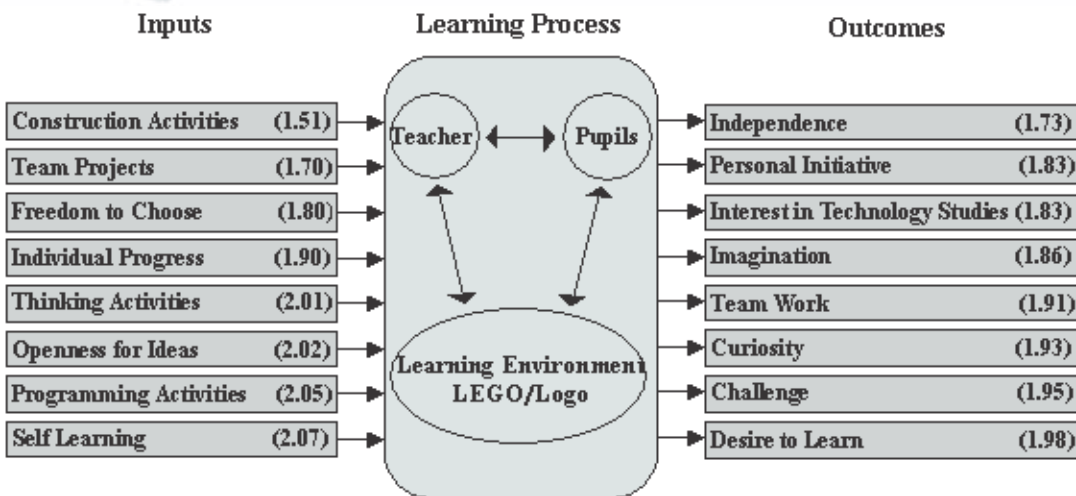 Inputs
Learning Process
Outcomes
Construction Activities (1.51)
Team Projects (1.70)
Freedom to Choose (1.80)
Individual Progress (1.90)
Thinking Activities (2.01)
Openness for Ideas (2.02)
Programming Activities (2.05)
Self Learning (2.07)
Teacher
Pupils
Learning Environment
LEGO/Logo
Independence (1.73)
Personal Initiative (1.83)
Interest in Technology Studies (1.83)
Imagination (1.86)
Team Work (1.91)
Curiosity (1.93)
Challenge (1.95)
Desire to Learn (1.98)